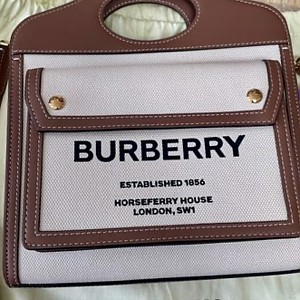 BURBERRY
ESTABLISHED 1856
HORSEFERRY HOUSE
LONDON, SW1